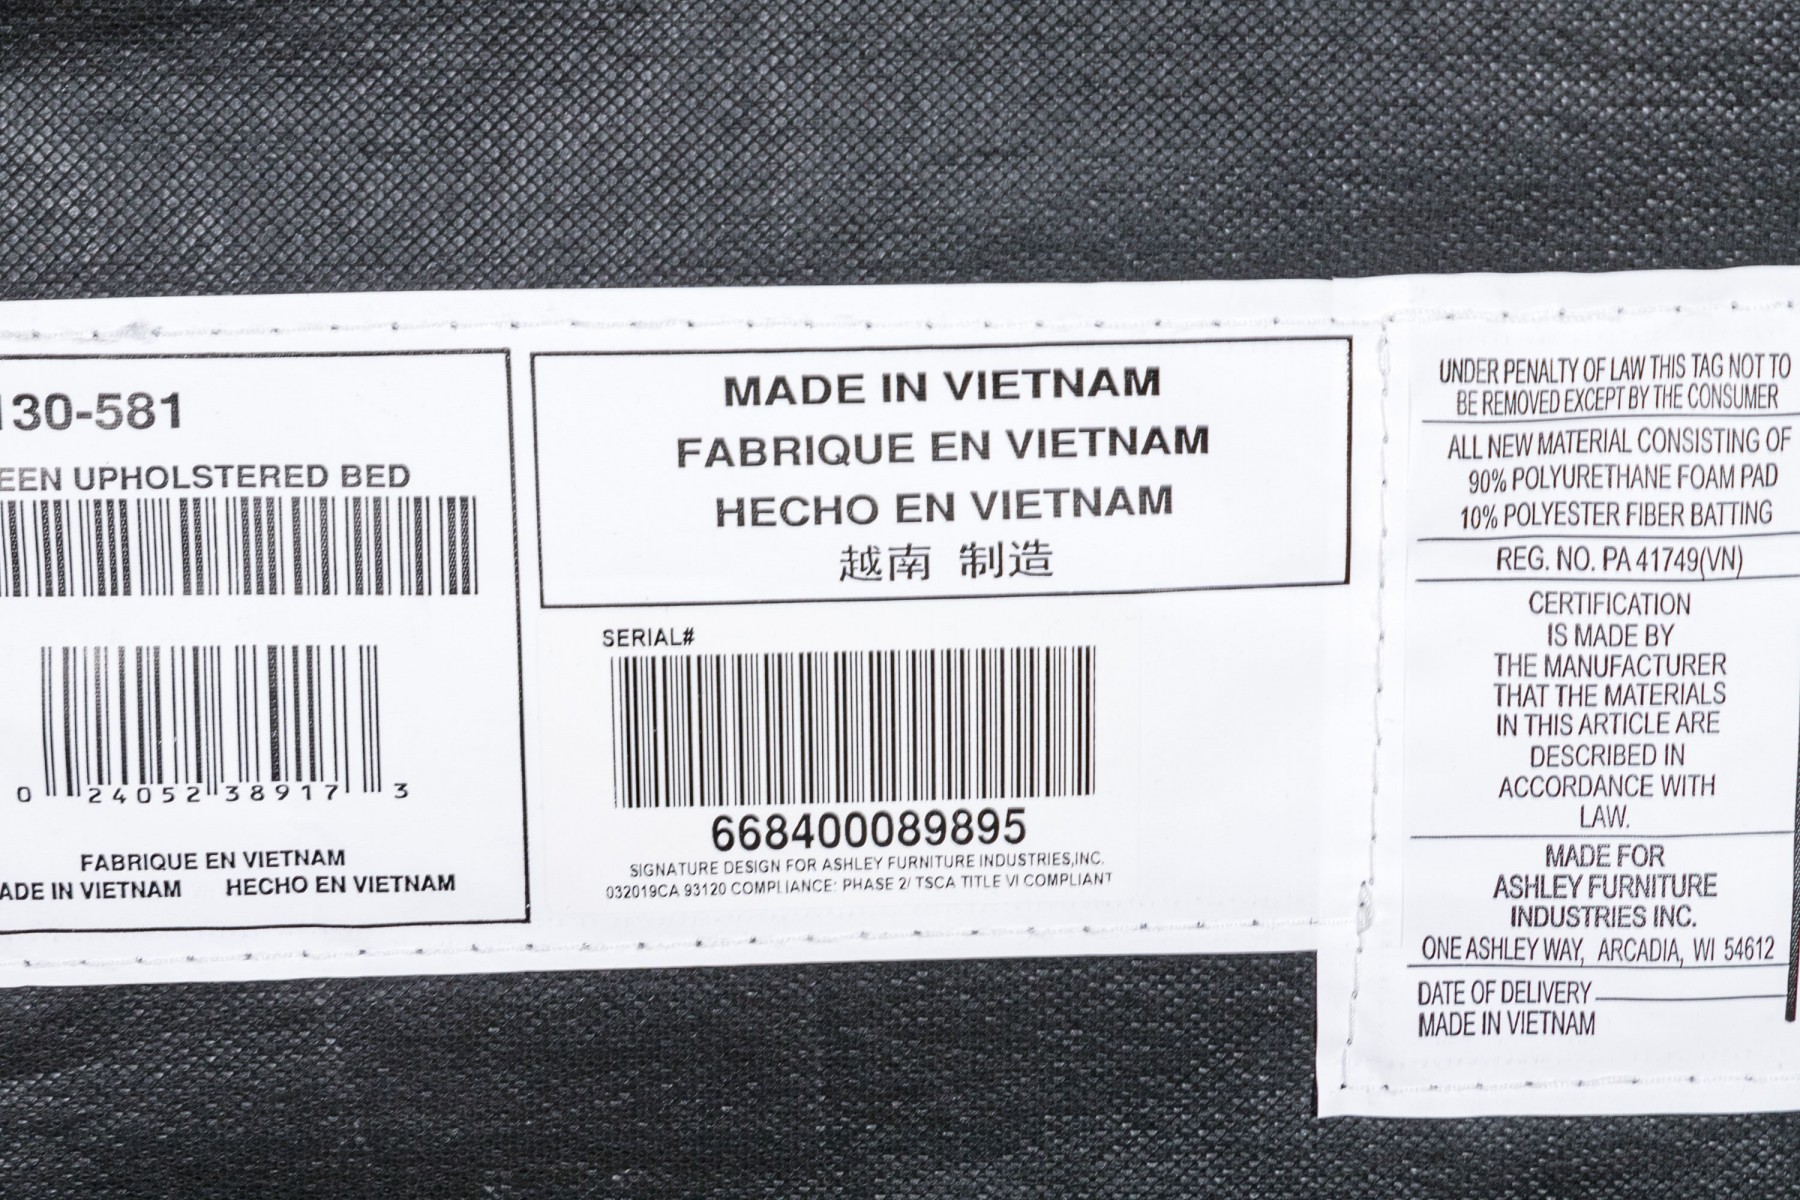 130-581
EEN UPHOLSTERED BED
0 24052 38917 3
FABRIQUE EN VIETNAM
ADE IN VIETNAM HECHO EN VIETNAM
MADE IN VIETNAM
FABRIQUE EN VIETNAM
HECHO EN VIETNAM
越南 制造
SERIAL#
668400089895
SIGNATURE DESIGN FOR ASHLEY FURNITURE INDUSTRIES,INC.
032019CA 93120 COMPLIANCE: PHASE 2/ TSCA TITLE VI COMPLIANT
UNDER PENALTY OF LAW THIS TAG NOT TO
BE REMOVED EXCEPT BY THE CONSUMER
ALL NEW MATERIAL CONSISTING OF
90% POLYURETHANE FOAM PAD
10% POLYESTER FIBER BATTING
REG. NO. PA 41749(VN)
CERTIFICATION
IS MADE BY
THE MANUFACTURER
THAT THE MATERIALS
IN THIS ARTICLE ARE
DESCRIBED IN
ACCORDANCE WITH
LAW.
MADE FOR
ASHLEY FURNITURE
INDUSTRIES INC.
ONE ASHLEY WAY, ARCADIA, WI 54612
DATE OF DELIVERY
MADE IN VIETNAM